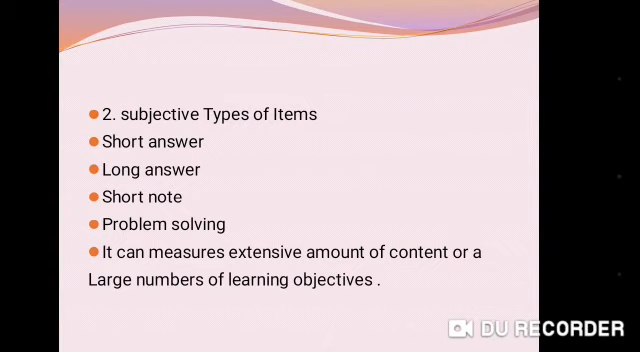 2. subjective Types of Items
Short answer
Long answer
Short note
Problem solving
It can measures extensive amount of content or a
Large numbers of learning objectives .
DU RECORDER